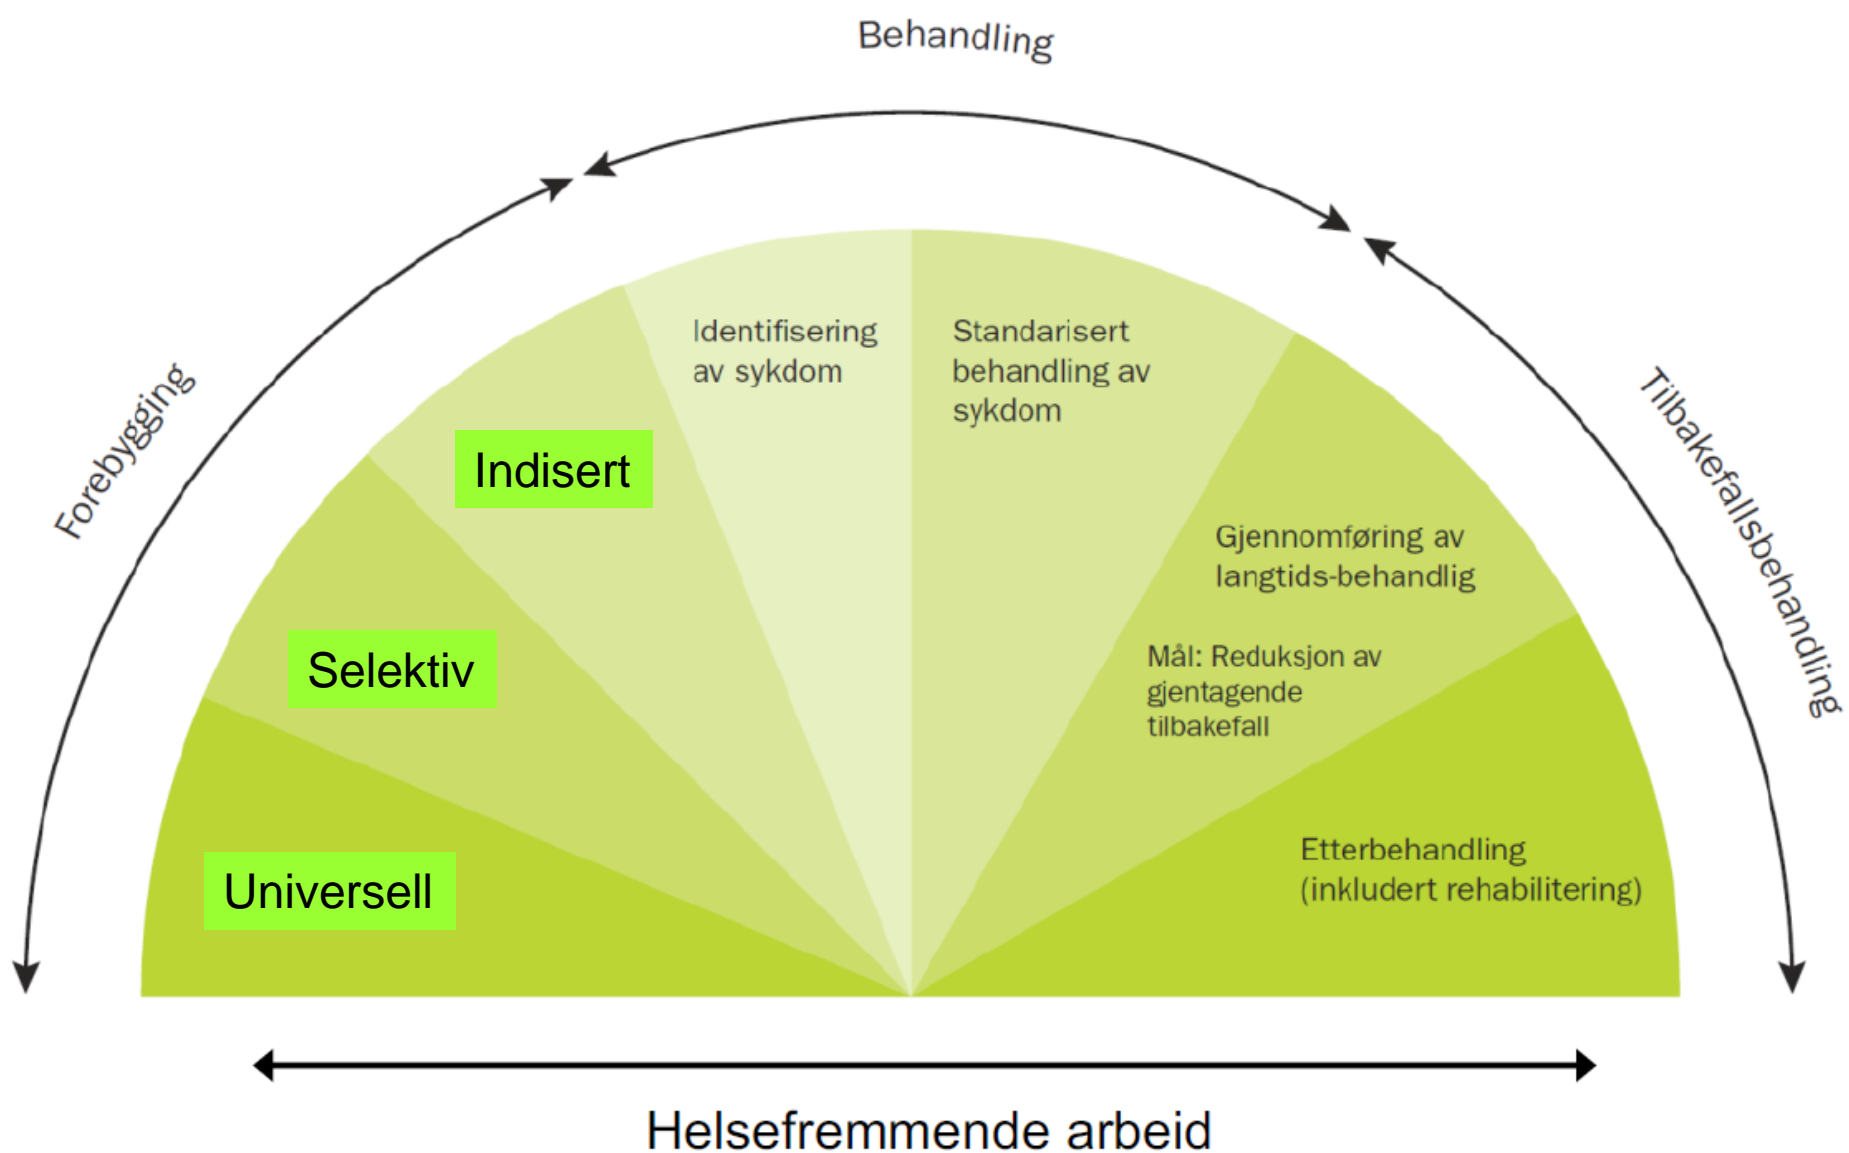 Behandling
Forebygging
Tilbakefallsbehandling
Identifisering
av sykdom
Standarisert
behandling av
sykdom
Indisert
Gjennomføring av
langtids-behandlig
Selektiv
Mål: Reduksjon av
gjentagende
tilbakefall
Universell
Etterbehandling
(inkludert rehabilitering)
Helsefremmende arbeid